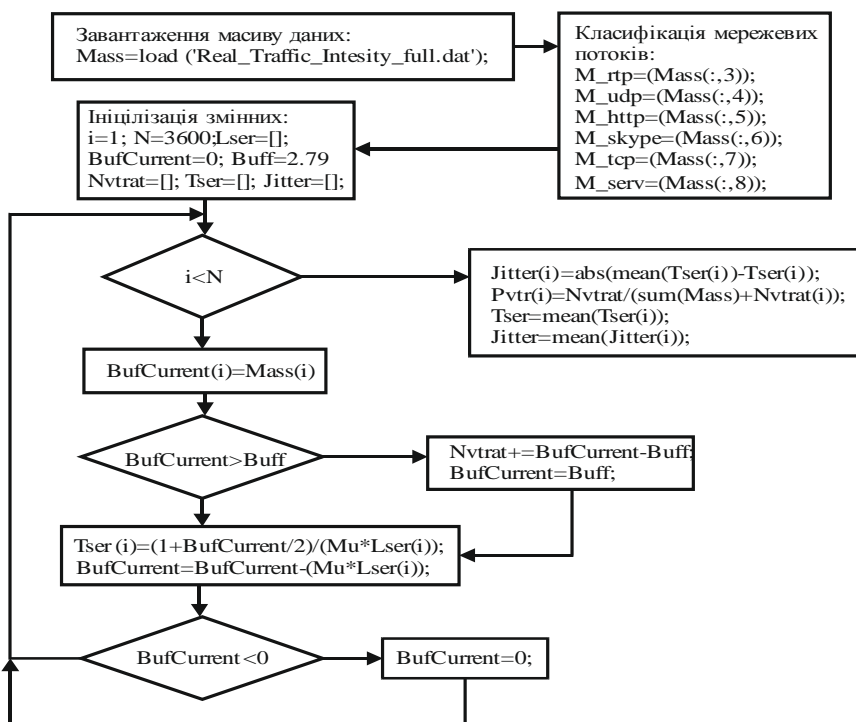 Завантаження масиву даних:
Mass=load ('Real_Traffic_Intesity_full.dat');
Класифікація мережевих
потоків:
M_rtp=(Mass(:,3));
M_udp=(Mass(:,4));
M_http=(Mass(:,5));
M_skype=(Mass(:,6));
M_tcp=(Mass(:,7));
M_serv=(Mass(:,8));
Ініцілізація змінних:
i=1; N=3600;Lser=[];
BufCurrent=0; Buff=2.79
Nvtrat=[]; Tser=[]; Jitter=[];
i<N
Jitter(i)=abs(mean(Tser(i))-Tser(i));
Pvtr(i)=Nvtrat/(sum(Mass)+Nvtrat(i));
Tser=mean(Tser(i));
Jitter=mean(Jitter(i));
BufCurrent(i)=Mass(i)
BufCurrent>Buff
Nvtrat+=BufCurrent-Buff;
BufCurrent=Buff;
Tser (i)=(1+BufCurrent/2)/(Mu*Lser(i));
BufCurrent=BufCurrent-(Mu*Lser(i));
BufCurrent<0
BufCurrent=0;